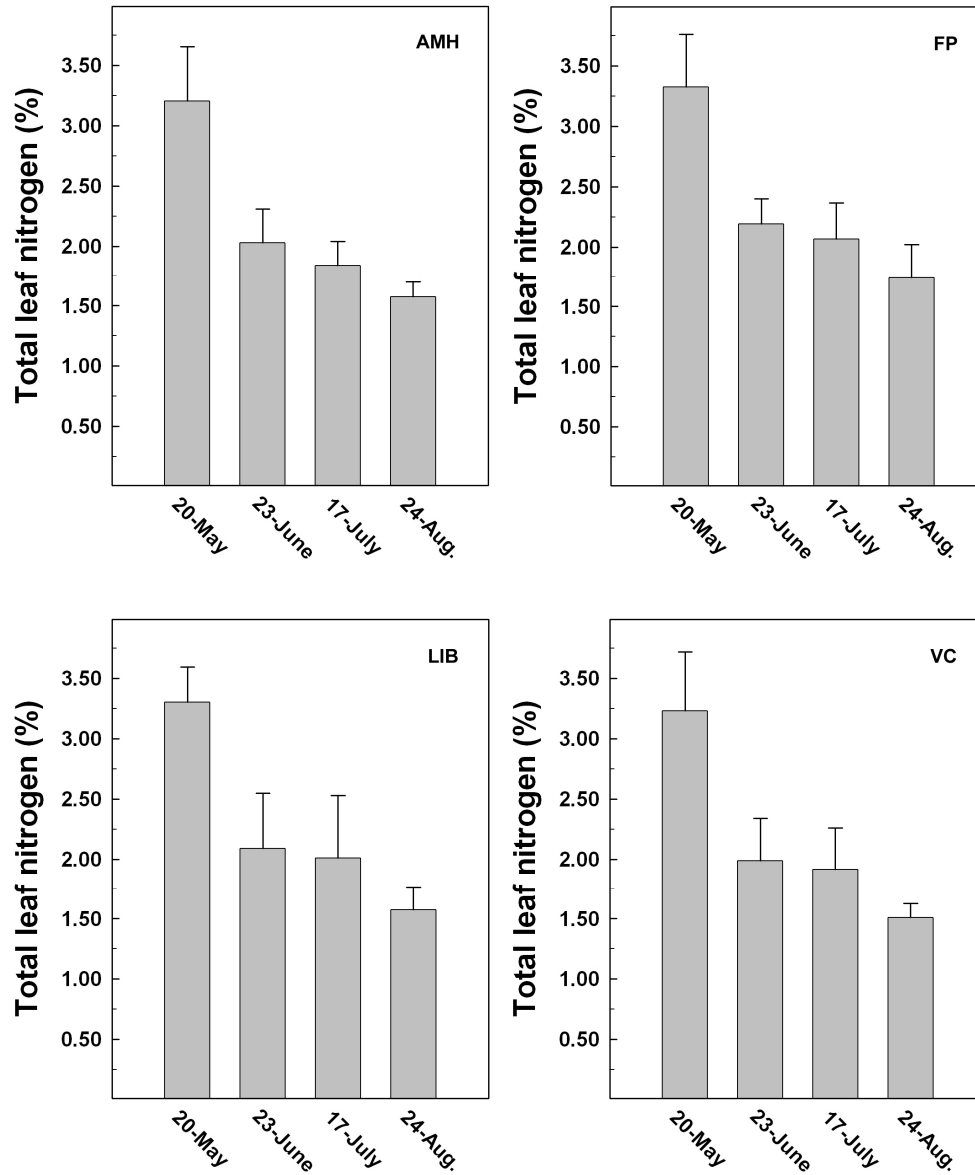 AMH
Total leaf nitrogen (%)
3.50
3.00
2.50
2.00
1.50
1.00
0.50
20-May
23-June
17-July
24-Aug.
FP
Total leaf nitrogen (%)
3.50
3.00
2.50
2.00
1.50
1.00
0.50
20-May
23-June
17-July
24-Aug.
LIB
Total leaf nitrogen (%)
3.50
3.00
2.50
2.00
1.50
1.00
0.50
20-May
23-June
17-July
24-Aug.
VC
Total leaf nitrogen (%)
3.50
3.00
2.50
2.00
1.50
1.00
0.50
20-May
23-June
17-July
24-Aug.